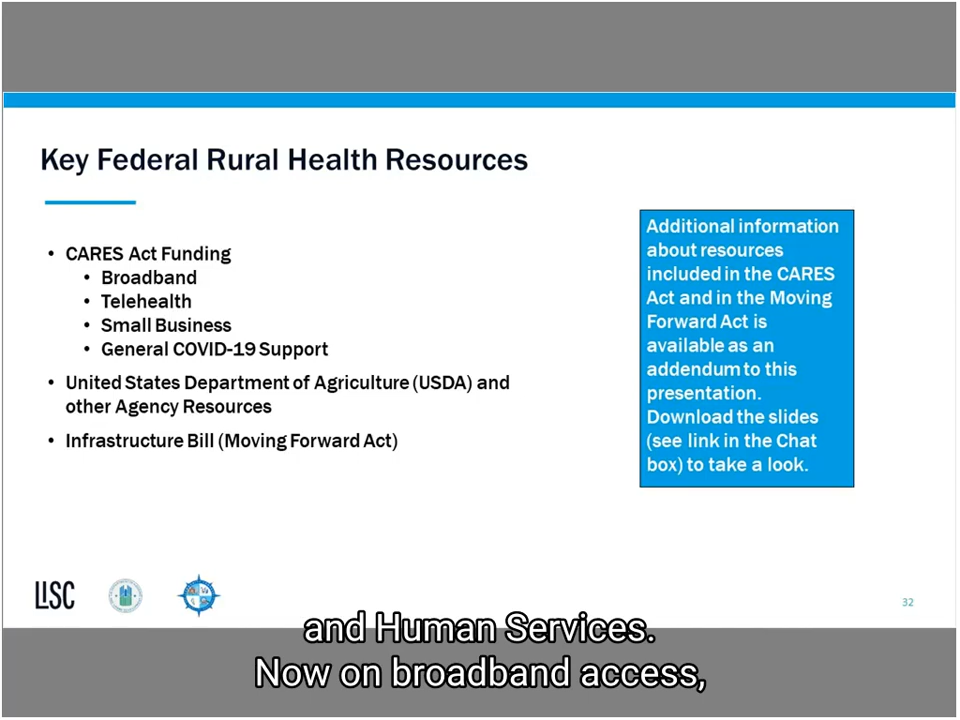 Key Federal Rural Health Resources
• CARES Act Funding
• Broadband
• Telehealth
• Small Business
• General COVID-19 Support
• United States Department of Agriculture (USDA) and
other Agency Resources
• Infrastructure Bill (Moving Forward Act)
Additional information
about resources
included in the CARES
Act and in the Moving
Forward Act is
available as an
addendum to this
presentation.
Download the slides
(see link in the Chat
box) to take a look.
LISC
32
and Human Services.
Now on broadband access,